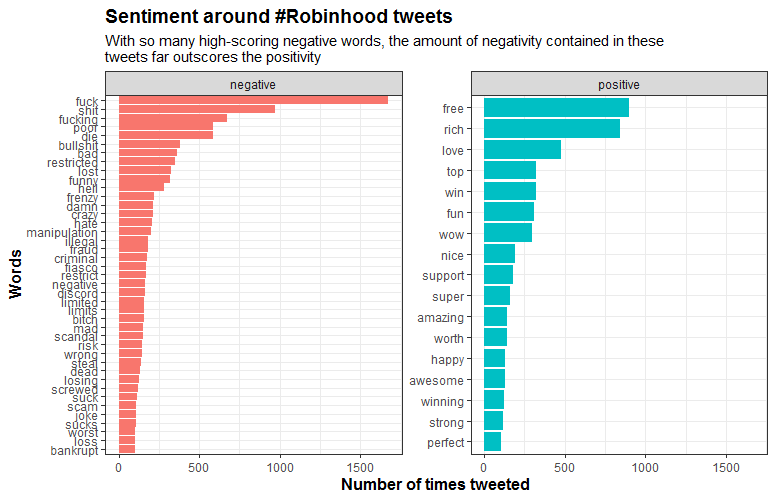 Sentiment around #Robinhood tweets
With so many high-scoring negative words, the amount of negativity contained in these
tweets far outscores the positivity
negative
positive
Words
fuck
shit
fucking
poor
die
bullshit
bad
restricted
lost
funny
hell
frenzy
damn
crazy
hate
manipulation
illegal
fraud
criminal
fiasco
restrict
negative
discord
limited
limits
bitch
mad
scandal
risk
wrong
steal
dead
losing
screwed
suck
scam
joke
sucks
worst
loss
bankrupt
0 500 1000 1500
free
rich
love
top
win
fun
wow
nice
support
super
amazing
worth
happy
awesome
winning
strong
perfect
0 500 1000 1500
Number of times tweeted